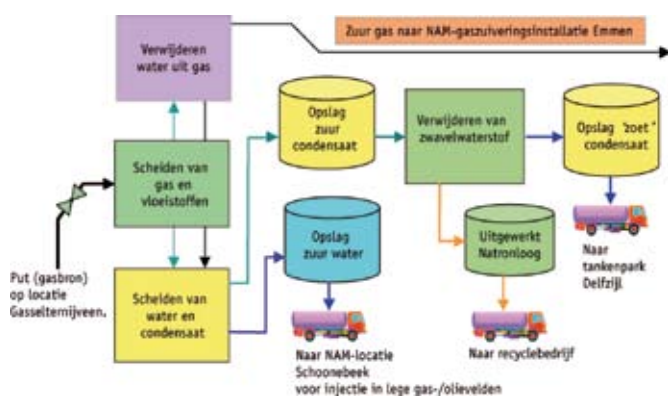 Zuur gas naar NAM-gaszuiveringsinstallatie Emmen
Verwijderen
water uit gas
Opslag
zuur
condensaat
Verwijderen van
zwavelwaterstof
Opslag 'zoet'
condensaat
Scheiden van
gas en
vloeistoffen
Opslag
zuur water
Uitgewerkt
Natronloog
Naar
tankenpark
Delfzijl
Put (gasbron)
op locatie
Gasselternijveen.
Scheiden van
water en
condensaat
Naar NAM-locatie
Schoonebeek
voor injectie in lege gas-/olievelden
Naar recyclebedrijf